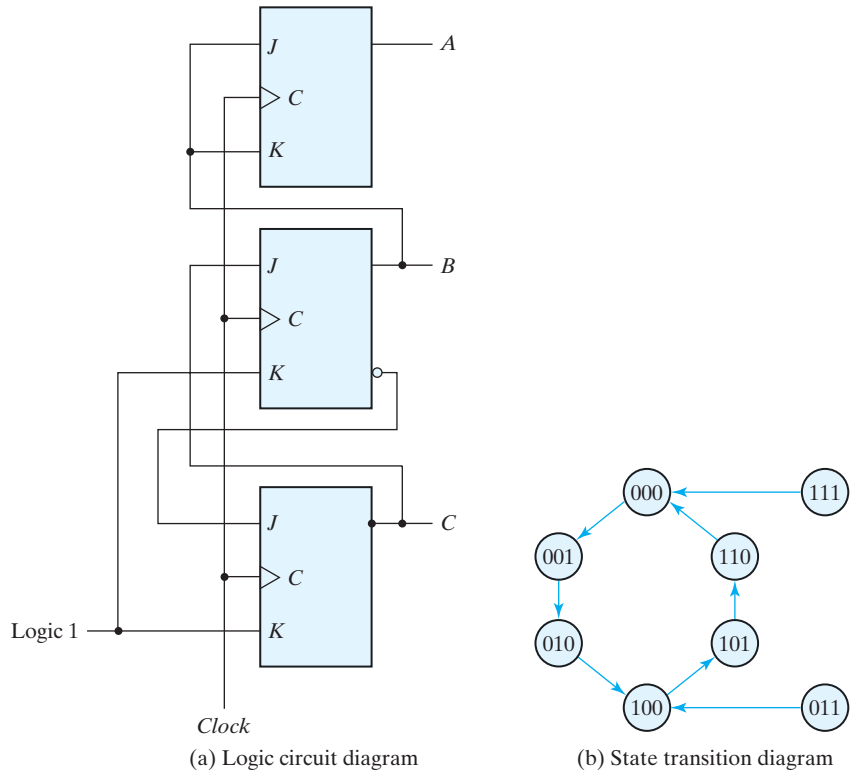 J
A
C
K
J
B
C
K
J
C
C
Logic 1
K
Clock
(a) Logic circuit diagram
000
111
001
110
010
101
100
011
(b) State transition diagram